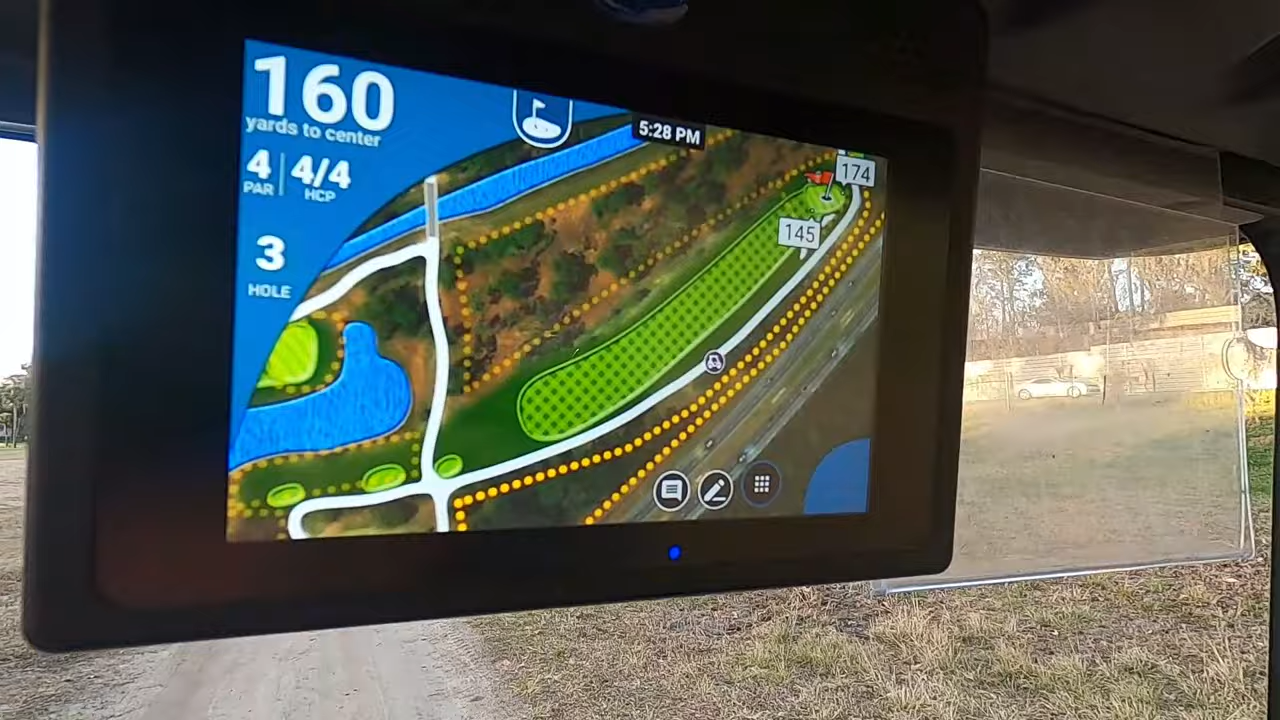 160
yards to center
4 | 4/4
PAR HCP
3
HOLE
5:28 PM
174
145